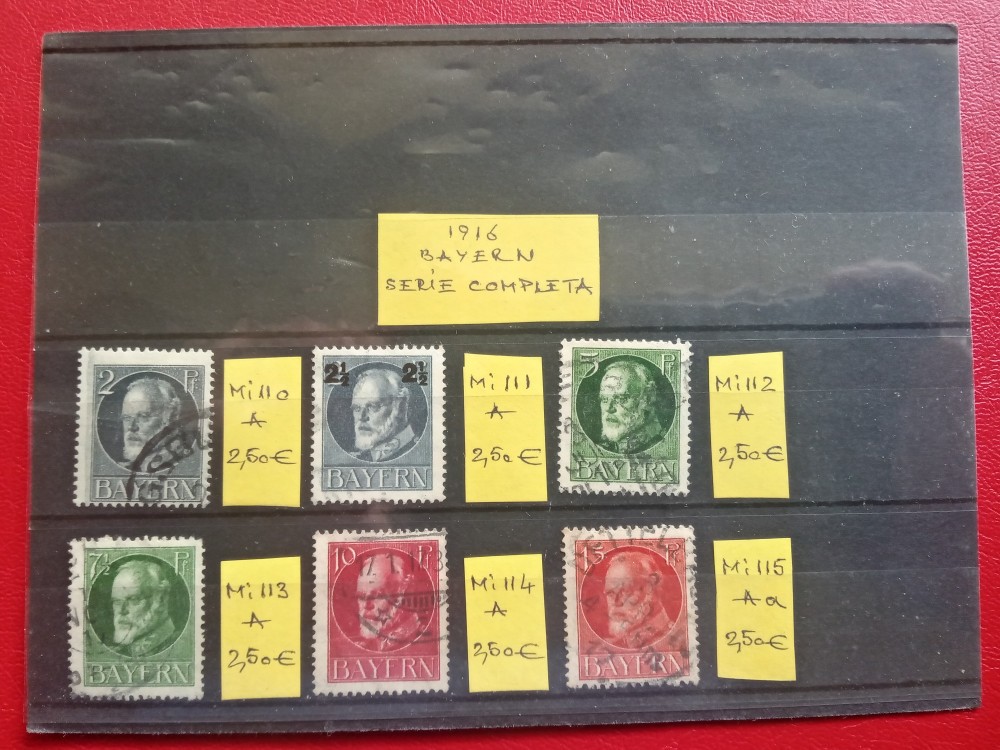 1916
BAYERN
SERIE COMPLETA
2 Pf
BAYERN
Mi 110
A
2,50€
2½ 2½
BAYERN
Mi 111
A
2,50€
5 Pf
BAYERN
Mi 112
A
2,50€
7½ Pf
BAYERN
Mi 113
A
2,50€
10 Pf
BAYERN
Mi 114
A
2,50€
15 Pf
BAYERN
Mi 115
A a
2,50€